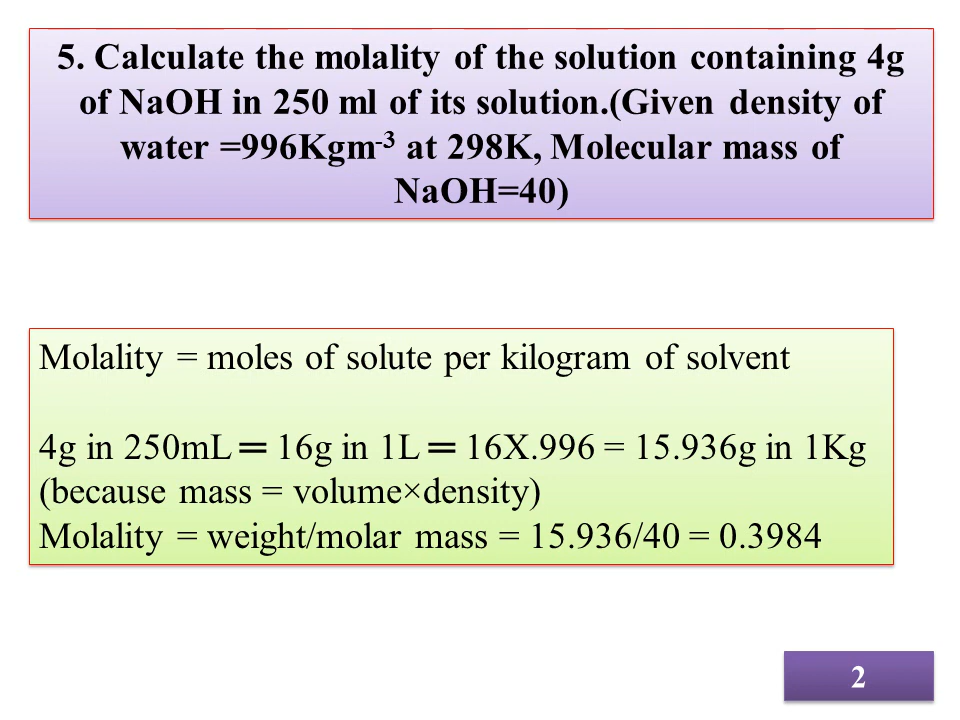 5. Calculate the molality of the solution containing 4g
of NaOH in 250 ml of its solution.(Given density of
water =996Kgm⁻³ at 298K, Molecular mass of
NaOH=40)
Molality = moles of solute per kilogram of solvent
4g in 250mL ═ 16g in 1L ═ 16X.996 = 15.936g in 1Kg
(because mass = volume×density)
Molality = weight/molar mass = 15.936/40 = 0.3984
2